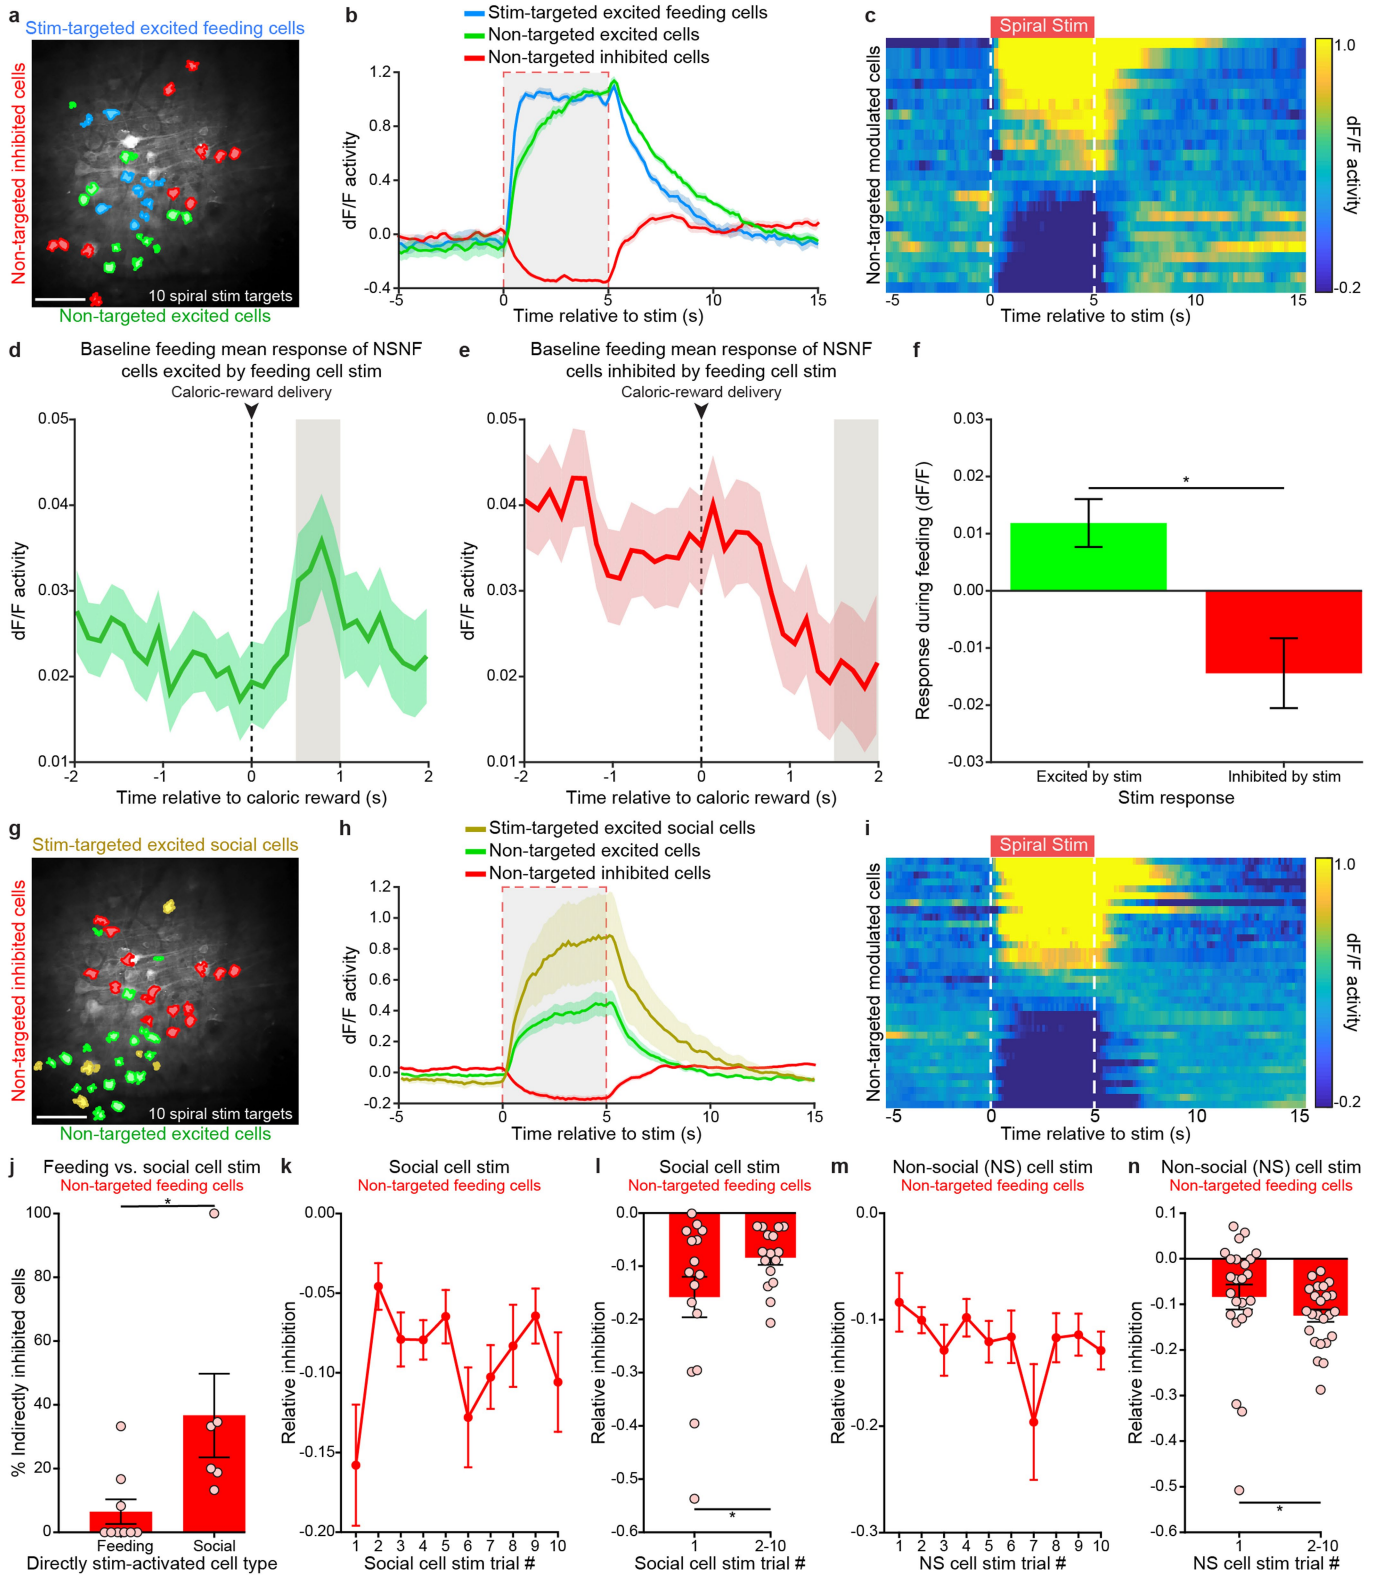 a
Stim-targeted excited feeding cells
Non-targeted inhibited cells
10 spiral stim targets
Non-targeted excited cells
b
Stim-targeted excited feeding cells
Non-targeted excited cells
Non-targeted inhibited cells
dF/F activity
1.2
0.8
0.4
0.0
-0.4
-5 0 5 10 15
Time relative to stim (s)
c
Spiral Stim
Non-targeted modulated cells
1.0
-0.2
dF/F activity
-5 0 5 10 15
Time relative to stim (s)
d
Baseline feeding mean response of NSNF
cells excited by feeding cell stim
Caloric-reward delivery
dF/F activity
0.05
0.04
0.03
0.02
0.01
-2 -1 0 1 2
Time relative to caloric reward (s)
e
Baseline feeding mean response of NSNF
cells inhibited by feeding cell stim
Caloric-reward delivery
dF/F activity
0.05
0.04
0.03
0.02
0.01
-2 -1 0 1 2
Time relative to caloric reward (s)
f
Response during feeding (dF/F)
0.03
0.02
0.01
0.00
-0.01
-0.02
-0.03
*
Excited by stim Inhibited by stim
Stim response
g
Stim-targeted excited social cells
Non-targeted inhibited cells
10 spiral stim targets
Non-targeted excited cells
h
Stim-targeted excited social cells
Non-targeted excited cells
Non-targeted inhibited cells
dF/F activity
1.2
1.0
0.8
0.6
0.4
0.2
0.0
-0.2
-5 0 5 10 15
Time relative to stim (s)
i
Spiral Stim
Non-targeted modulated cells
1.0
-0.2
dF/F activity
-5 0 5 10 15
Time relative to stim (s)
j
Feeding vs. social cell stim
Non-targeted feeding cells
*
% Indirectly inhibited cells
100
80
60
40
20
0
Feeding Social
Directly stim-activated cell type
k
Social cell stim
Non-targeted feeding cells
Relative inhibition
0.00
-0.05
-0.10
-0.15
-0.20
1 2 3 4 5 6 7 8 9 10
Social cell stim trial #
l
Social cell stim
Non-targeted feeding cells
Relative inhibition
0.0
-0.1
-0.2
-0.3
-0.4
-0.5
-0.6
*
1 2-10
Social cell stim trial #
m
Non-social (NS) cell stim
Non-targeted feeding cells
Relative inhibition
0.0
-0.1
-0.2
-0.3
1 2 3 4 5 6 7 8 9 10
NS cell stim trial #
n
Non-social (NS) cell stim
Non-targeted feeding cells
Relative inhibition
0.1
0.0
-0.1
-0.2
-0.3
-0.4
-0.5
-0.6
*
1 2-10
NS cell stim trial #